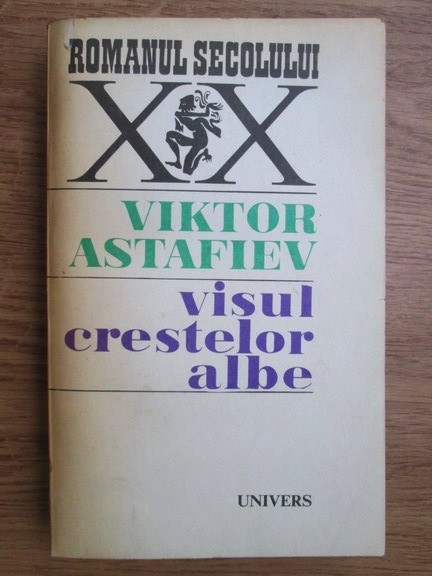 ROMANUL SECOLULUI
XX
VIKTOR
ASTAFIEV
visul
crestelor
albe
UNIVERS